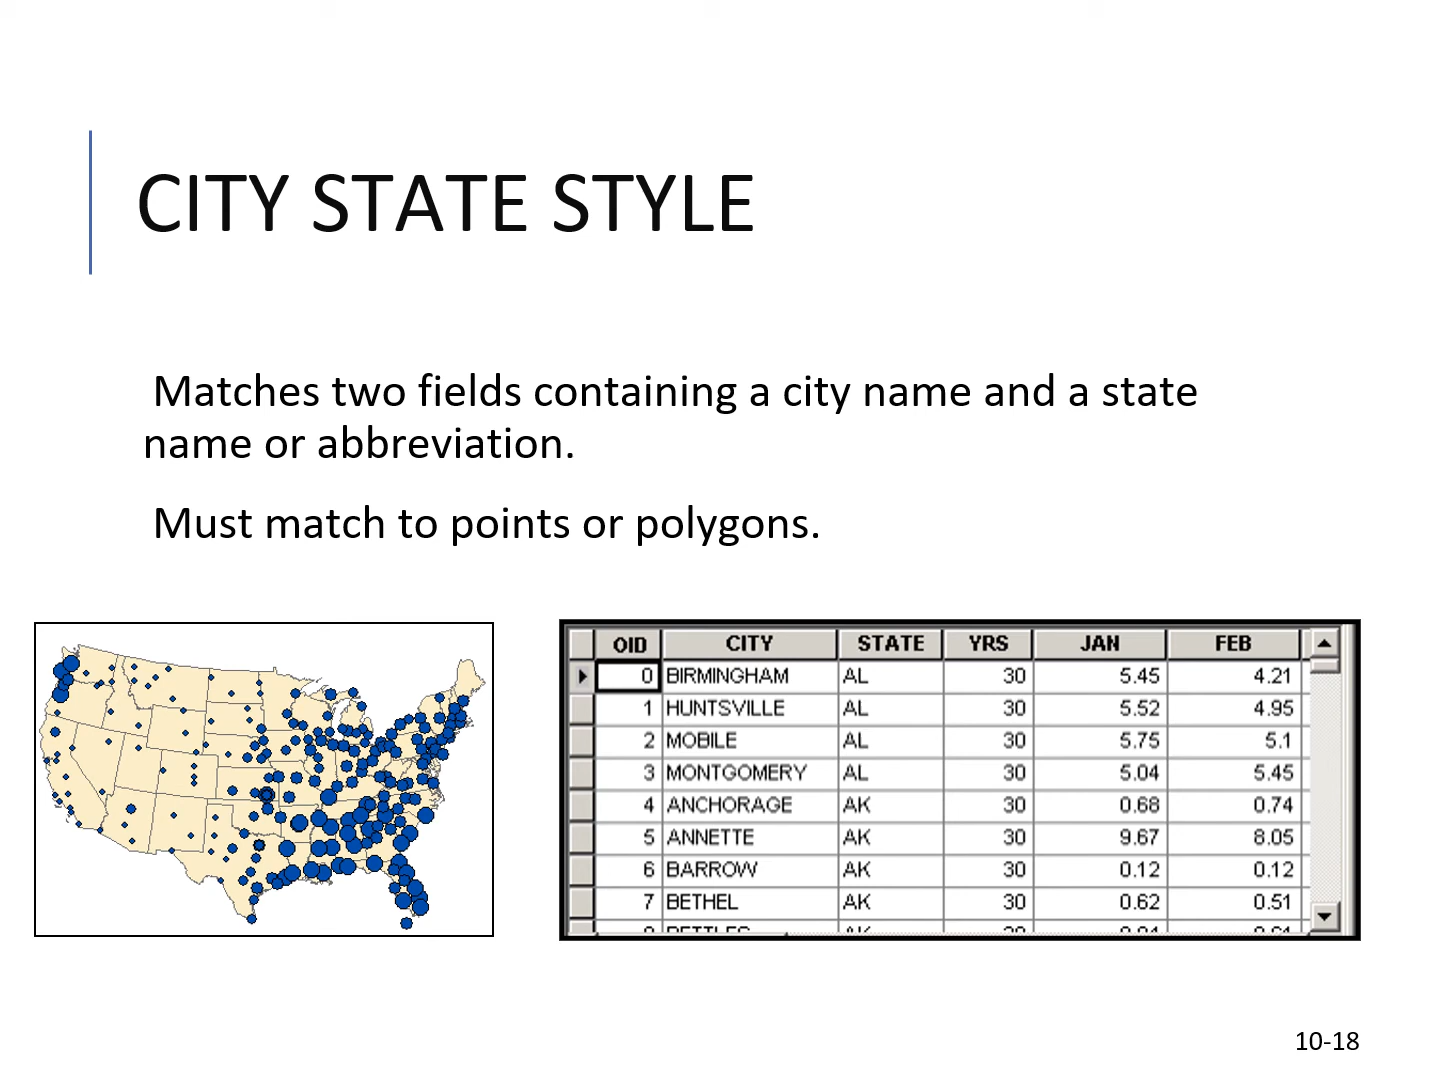 CITY STATE STYLE
Matches two fields containing a city name and a state
name or abbreviation.
Must match to points or polygons.
OID CITY STATE YRS JAN FEB
0 BIRMINGHAM AL 30 5.45 4.21
1 HUNTSVILLE AL 30 5.52 4.95
2 MOBILE AL 30 5.75 5.1
3 MONTGOMERY AL 30 5.04 5.45
4 ANCHORAGE AK 30 0.68 0.74
5 ANNETTE AK 30 9.67 8.05
6 BARROW AK 30 0.12 0.12
7 BETHEL AK 30 0.62 0.51
10-18